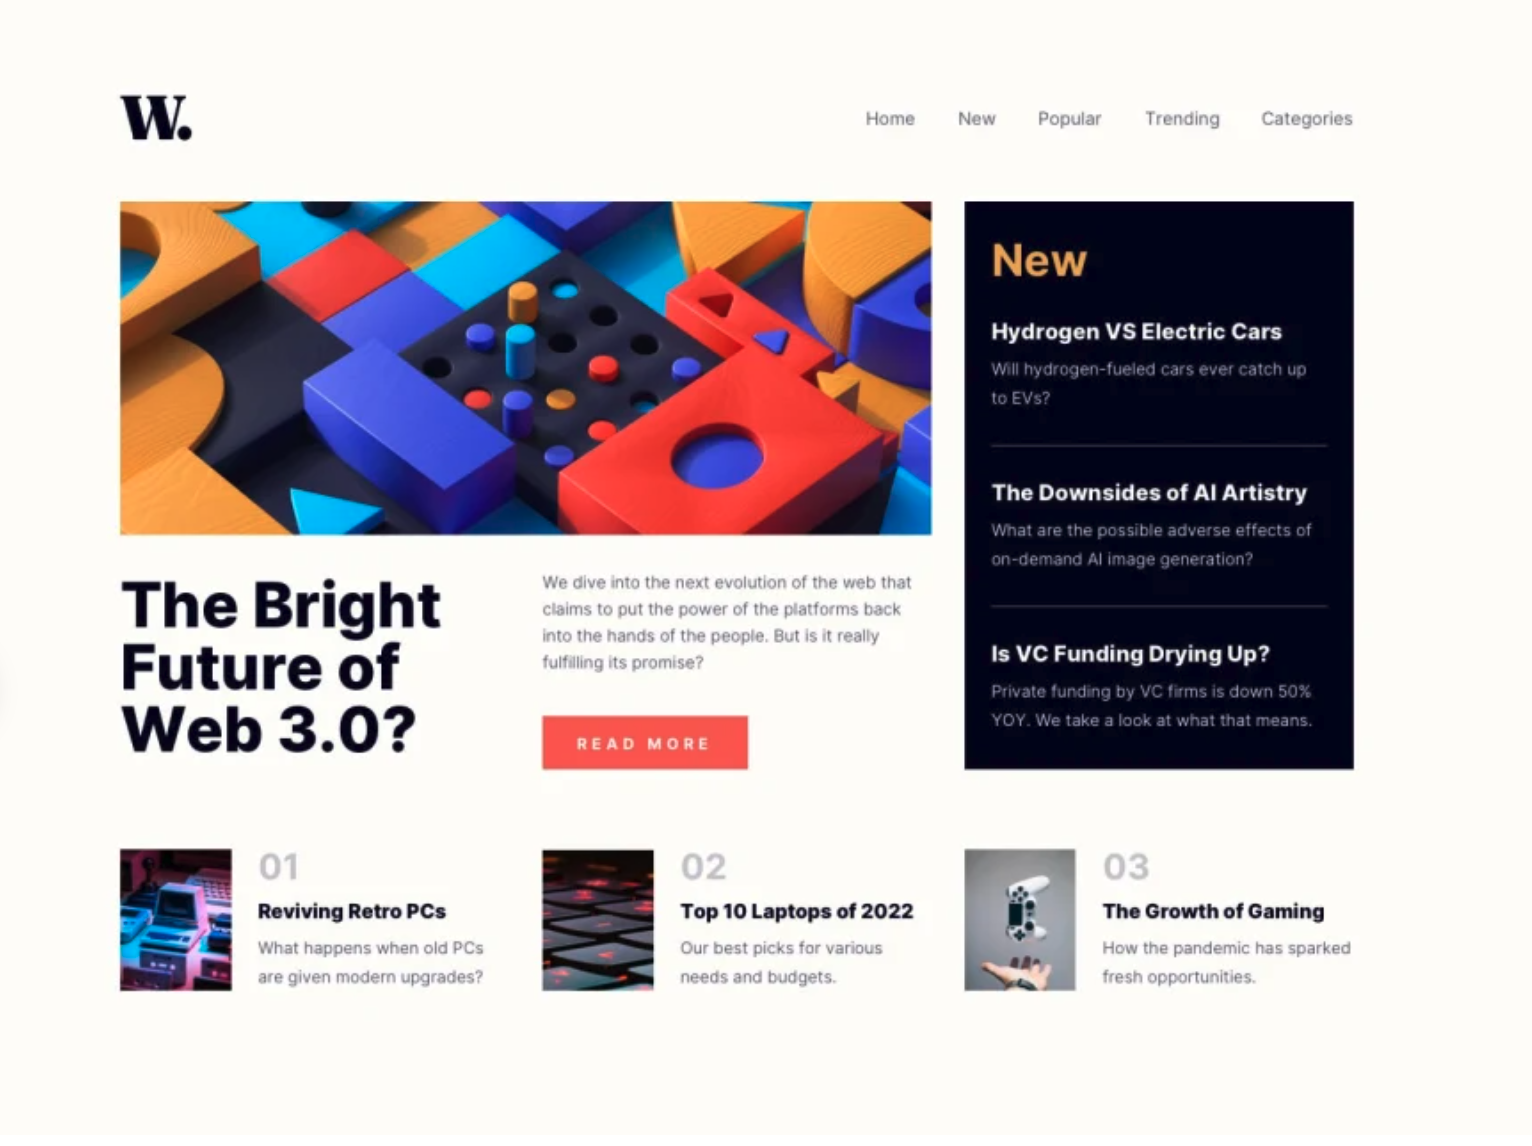 W.
Home New Popular Trending Categories
The Bright
Future of
Web 3.0?
We dive into the next evolution of the web that
claims to put the power of the platforms back
into the hands of the people. But is it really
fulfilling its promise?
READ MORE
New
Hydrogen VS Electric Cars
Will hydrogen-fueled cars ever catch up
to EVs?
The Downsides of AI Artistry
What are the possible adverse effects of
on-demand AI image generation?
Is VC Funding Drying Up?
Private funding by VC firms is down 50%
YOY. We take a look at what that means.
01
Reviving Retro PCs
What happens when old PCs
are given modern upgrades?
02
Top 10 Laptops of 2022
Our best picks for various
needs and budgets.
03
The Growth of Gaming
How the pandemic has sparked
fresh opportunities.